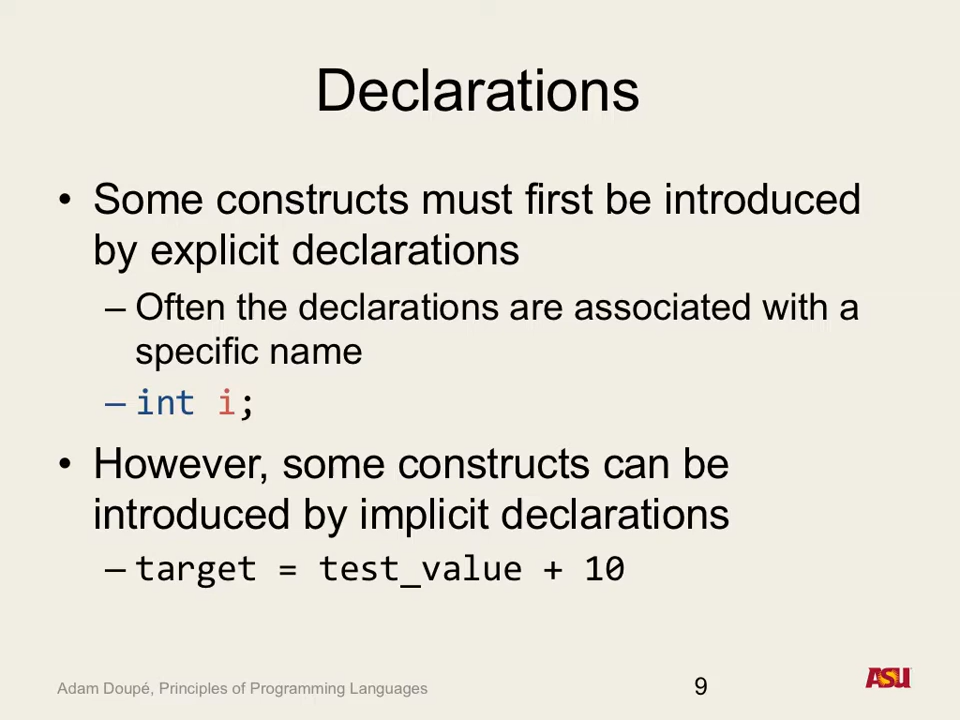 Declarations
• Some constructs must first be introduced
by explicit declarations
– Often the declarations are associated with a
specific name
– int i;
• However, some constructs can be
introduced by implicit declarations
– target = test_value + 10
Adam Doupé, Principles of Programming Languages
9
ASU